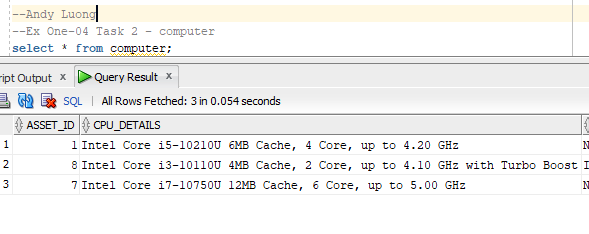 --Andy Luong
--Ex One-04 Task 2 - computer
select * from computer;
ript Output x Query Result x
SQL | All Rows Fetched: 3 in 0.054 seconds
ASSET_ID CPU_DETAILS
1 1 Intel Core i5-10210U 6MB Cache, 4 Core, up to 4.20 GHz N
2 8 Intel Core i3-10110U 4MB Cache, 2 Core, up to 4.10 GHz with Turbo Boost I
3 7 Intel Core i7-10750U 12MB Cache, 6 Core, up to 5.00 GHz N